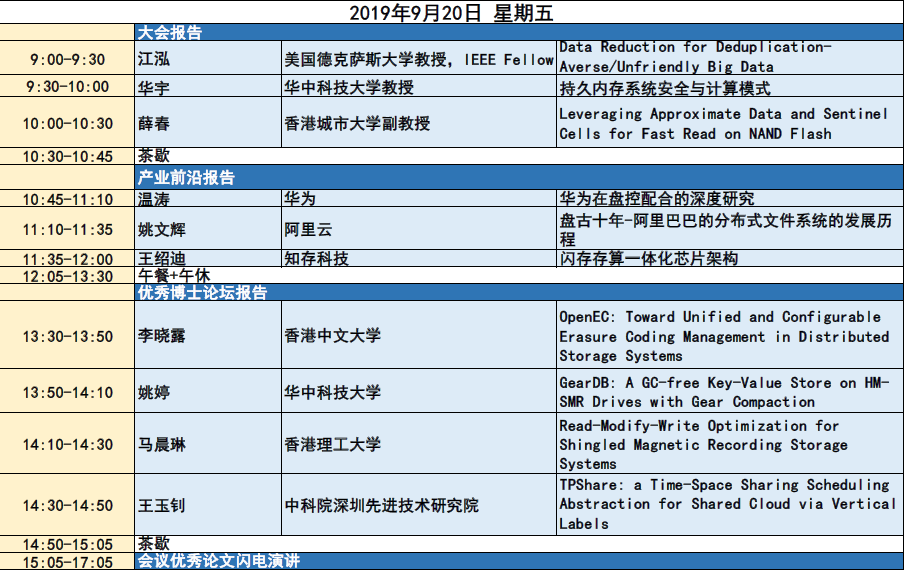 2019年9月20日 星期五
大会报告
9:00-9:30 江泓 美国德克萨斯大学教授，IEEE Fellow Data Reduction for Deduplication-
Averse/Unfriendly Big Data
9:30-10:00 华宇 华中科技大学教授 持久内存系统安全与计算模式
10:00-10:30 薛春 香港城市大学副教授 Leveraging Approximate Data and Sentinel
Cells for Fast Read on NAND Flash
10:30-10:45 茶歇
产业前沿报告
10:45-11:10 温涛 华为 华为在盘控配合的深度研究
11:10-11:35 姚文辉 阿里云 盘古十年-阿里巴巴的分布式文件系统的发展历
程
11:35-12:00 王绍迪 知存科技 闪存存算一体化芯片架构
12:05-13:30 午餐+午休
优秀博士论坛报告
13:30-13:50 李晓露 香港中文大学 OpenEC: Toward Unified and Configurable
Erasure Coding Management in Distributed
Storage Systems
13:50-14:10 姚婷 华中科技大学 GearDB: A GC-free Key-Value Store on HM-
SMR Drives with Gear Compaction
14:10-14:30 马晨琳 香港理工大学 Read-Modify-Write Optimization for
Shingled Magnetic Recording Storage
Systems
14:30-14:50 王玉钊 中科院深圳先进技术研究院 TPShare: a Time-Space Sharing Scheduling
Abstraction for Shared Cloud via Vertical
Labels
14:50-15:05 茶歇
15:05-17:05 会议优秀论文闪电演讲